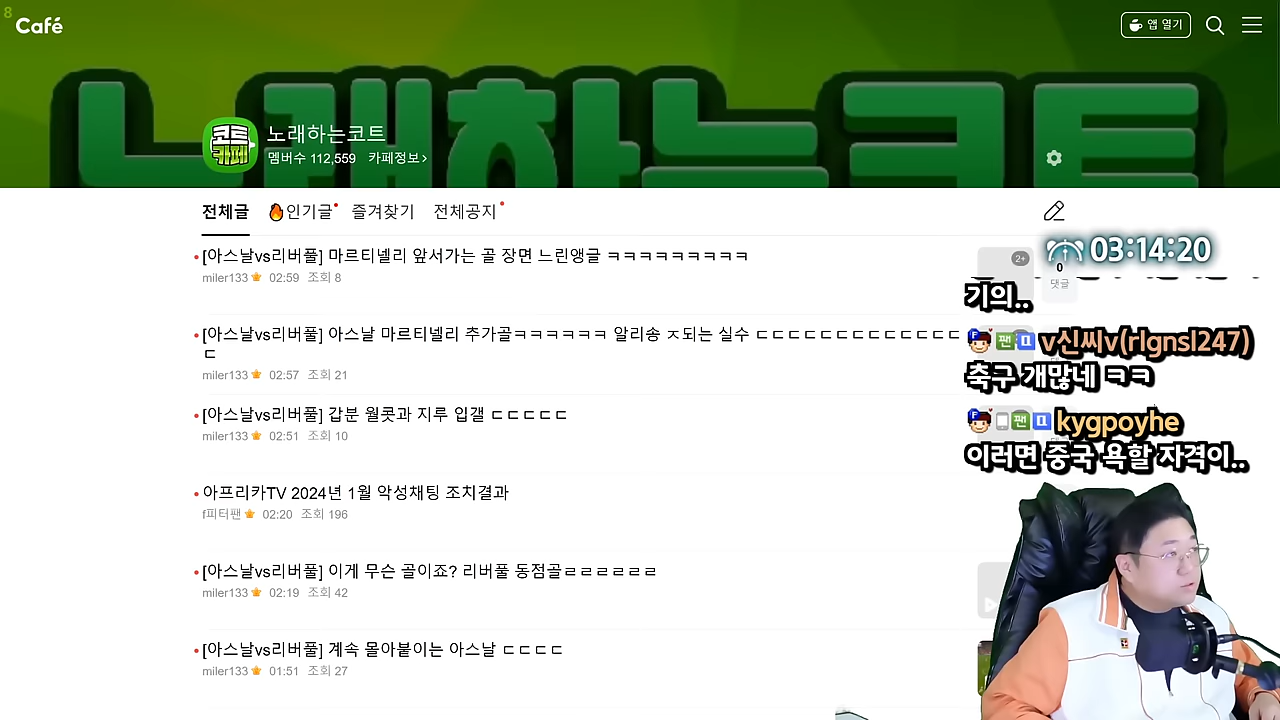 8
Café
앱 열기
노래하는코트
코트
카페
노래하는코트
멤버수 112,559 카페정보 ›
전체글 인기글 즐겨찾기 전체공지
03:14:20
[아스날vs리버풀] 마르티넬리 앞서가는 골 장면 느린앵글 ㅋㅋㅋㅋㅋㅋㅋㅋㅋ
miler133 02:59 조회 8
2+
0
댓글
기의..
[아스날vs리버풀] 아스날 마르티넬리 추가골ㅋㅋㅋㅋㅋㅋ 알리송 ㅈ되는 실수 ㄷㄷㄷㄷㄷㄷㄷㄷㄷㄷㄷㄷㄷ
ㄷ
miler133 02:57 조회 21
팬 v신씨v(rlgnsl247)
축구 개많네 ㅋㅋ
[아스날vs리버풀] 갑분 월콧과 지루 입갤 ㄷㄷㄷㄷㄷ
miler133 02:51 조회 10
팬 kygpoyhe
이러면 중국 욕할 자격이..
아프리카TV 2024년 1월 악성채팅 조치결과
f피터팬 02:20 조회 196
[아스날vs리버풀] 이게 무슨 골이죠? 리버풀 동점골ㄹㄹㄹㄹㄹㄹ
miler133 02:19 조회 42
[아스날vs리버풀] 계속 몰아붙이는 아스날 ㄷㄷㄷㄷ
miler133 01:51 조회 27